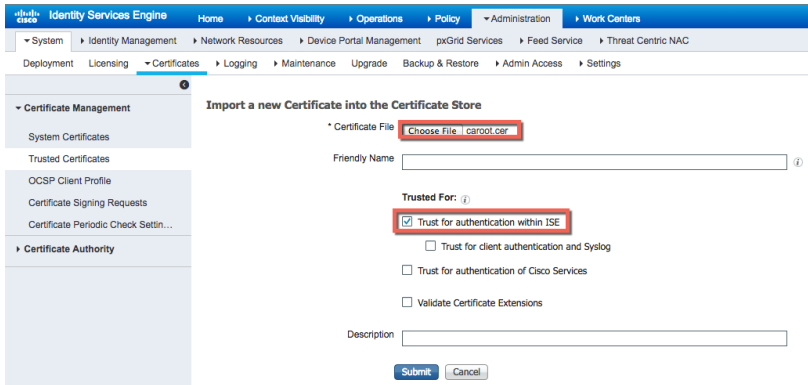 cisco Identity Services Engine Home Context Visibility Operations Policy Administration Work Centers
System Identity Management Network Resources Device Portal Management pxGrid Services Feed Service Threat Centric NAC
Deployment Licensing Certificates Logging Maintenance Upgrade Backup & Restore Admin Access Settings
Certificate Management
System Certificates
Trusted Certificates
OCSP Client Profile
Certificate Signing Requests
Certificate Periodic Check Settin...
Certificate Authority
Import a new Certificate into the Certificate Store
* Certificate File Choose File caroot.cer
Friendly Name
Trusted For:
Trust for authentication within ISE
Trust for client authentication and Syslog
Trust for authentication of Cisco Services
Validate Certificate Extensions
Description
Submit Cancel